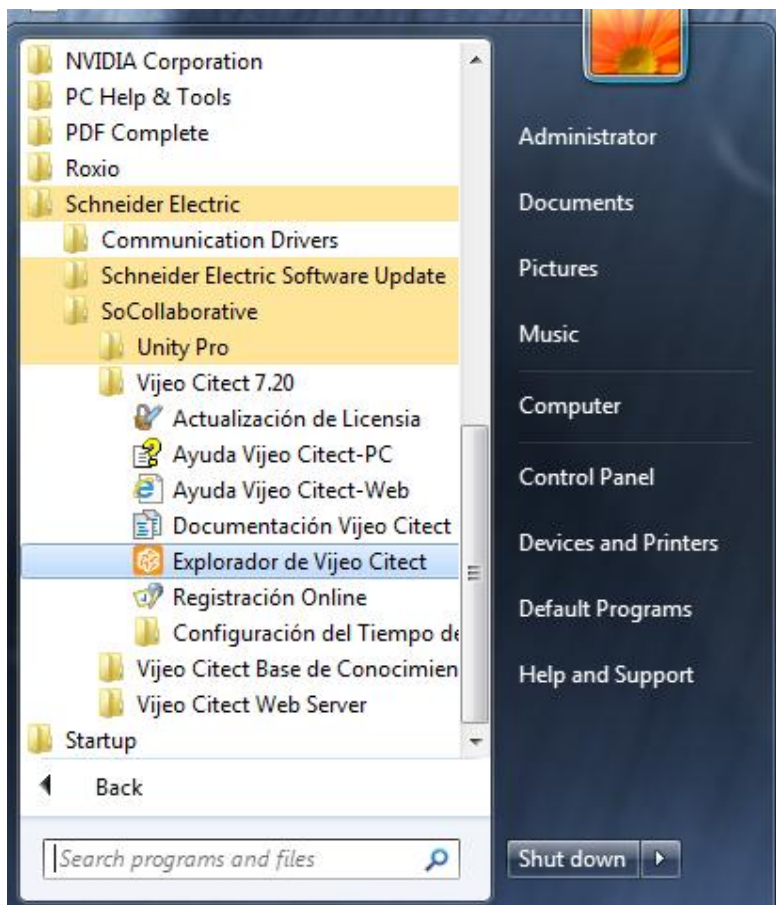 NVIDIA Corporation
PC Help & Tools
PDF Complete
Roxio
Schneider Electric
Communication Drivers
Schneider Electric Software Update
SoCollaborative
Unity Pro
Vijeo Citect 7.20
Actualización de Licensia
Ayuda Vijeo Citect-PC
Ayuda Vijeo Citect-Web
Documentación Vijeo Citect
Explorador de Vijeo Citect
Registración Online
Configuración del Tiempo de
Vijeo Citect Base de Conocimien
Vijeo Citect Web Server
Startup
Back
Search programs and files
Administrator
Documents
Pictures
Music
Computer
Control Panel
Devices and Printers
Default Programs
Help and Support
Shut down